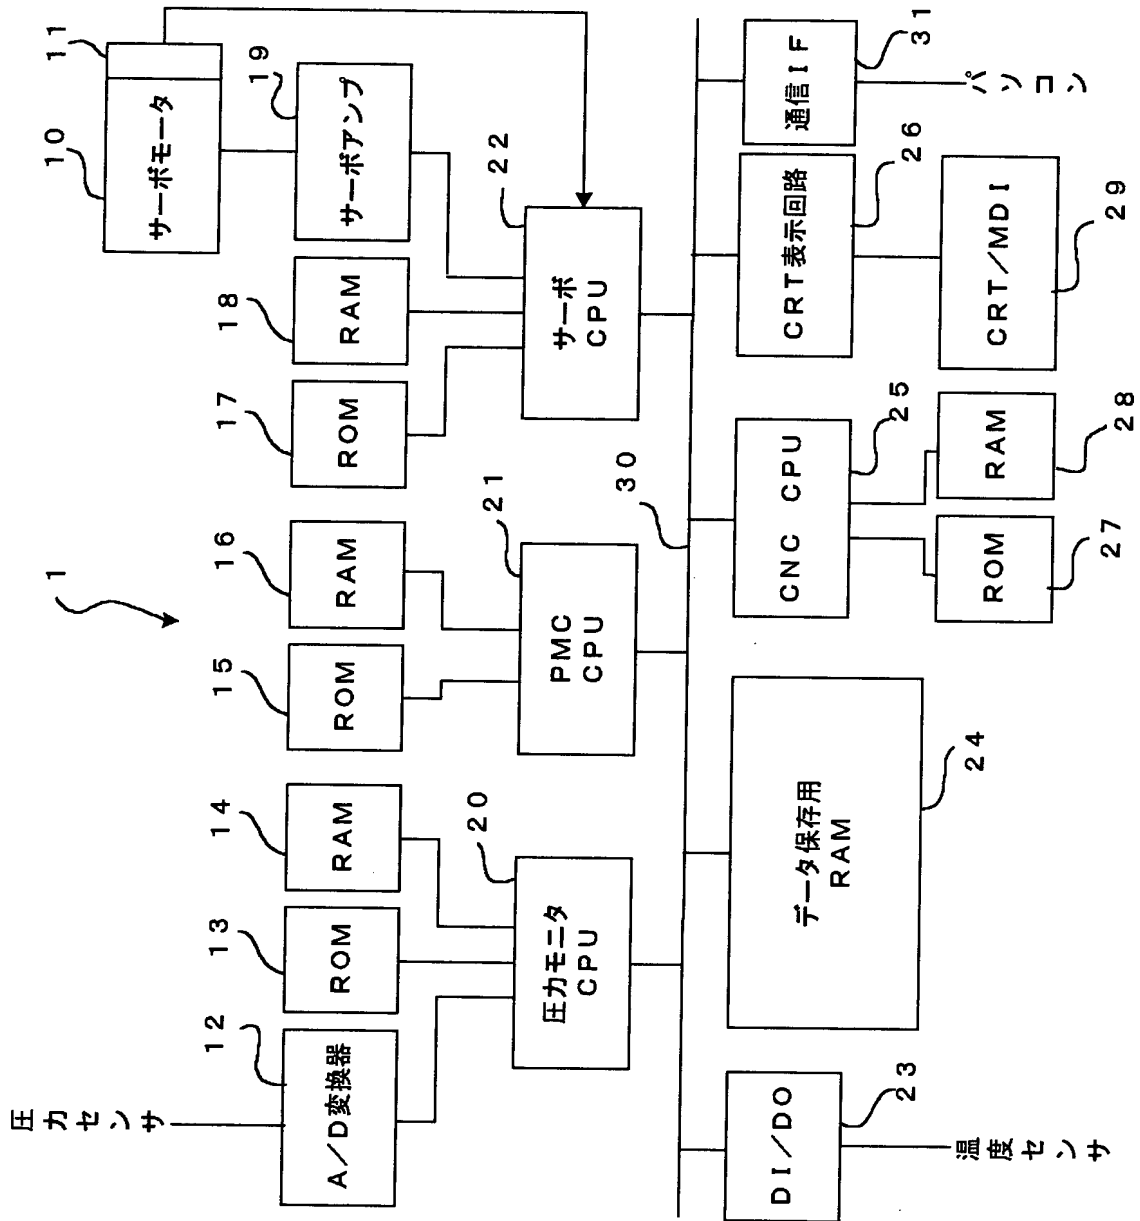 1
圧力センサ
12
A/D変換器
13
ROM
14
RAM
15
ROM
16
RAM
17
ROM
18
RAM
19
サーボアンプ
10
サーボモータ
11
20
圧力モニタ
CPU
21
PMC
CPU
22
サーボ
CPU
30
DI/DO
23
温度センサ
データ保存用
RAM
24
CNC CPU
25
ROM
27
RAM
28
CRT表示回路
26
CRT/MDI
29
通信IF
31
パソコン